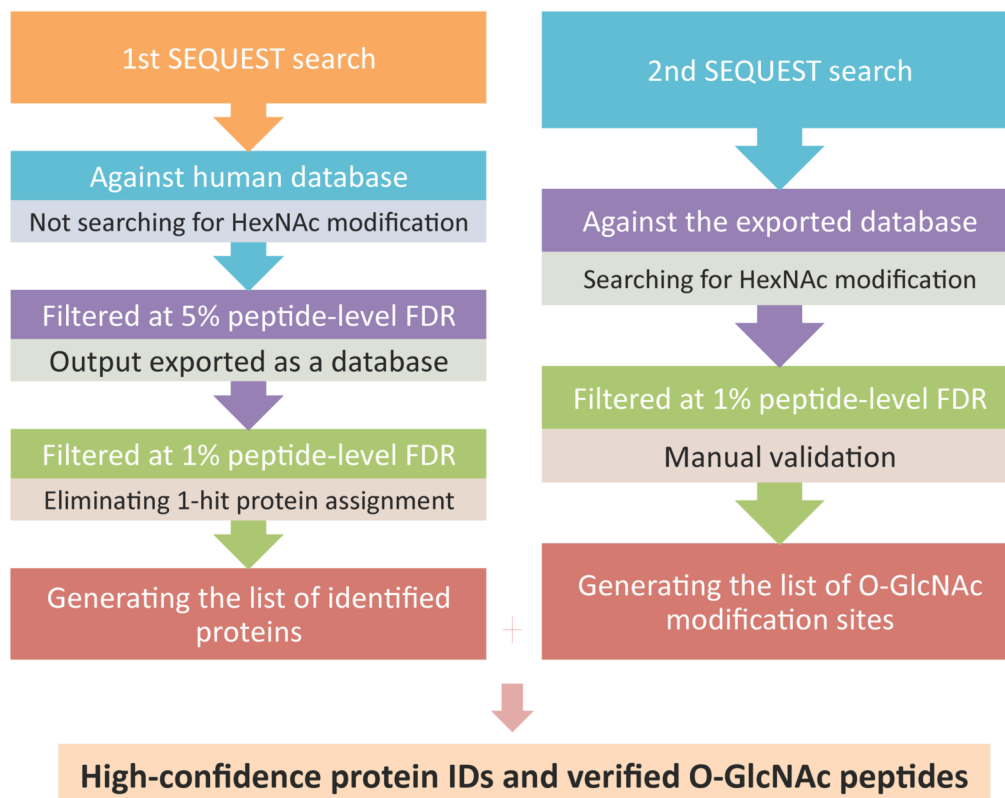 1st SEQUEST search
Against human database
Not searching for HexNAc modification
Filtered at 5% peptide-level FDR
Output exported as a database
Filtered at 1% peptide-level FDR
Eliminating 1-hit protein assignment
Generating the list of identified
proteins
+
2nd SEQUEST search
Against the exported database
Searching for HexNAc modification
Filtered at 1% peptide-level FDR
Manual validation
Generating the list of O-GlcNAc
modification sites
High-confidence protein IDs and verified O-GlcNAc peptides